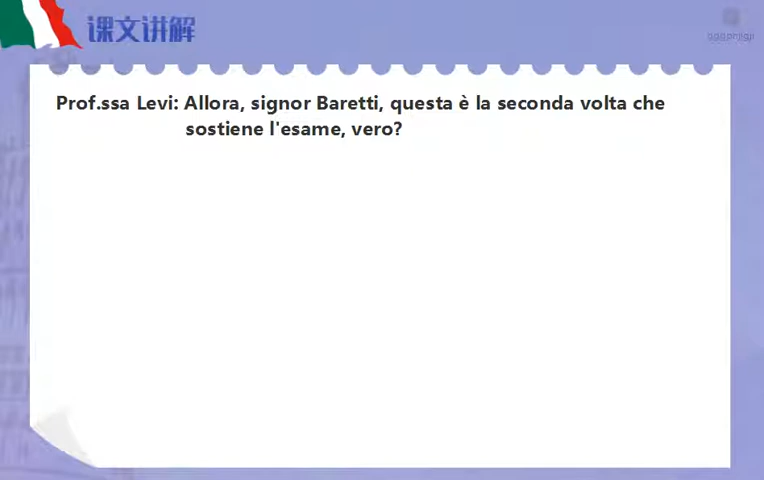 课文讲解
Prof.ssa Levi: Allora, signor Baretti, questa è la seconda volta che
sostiene l'esame, vero?